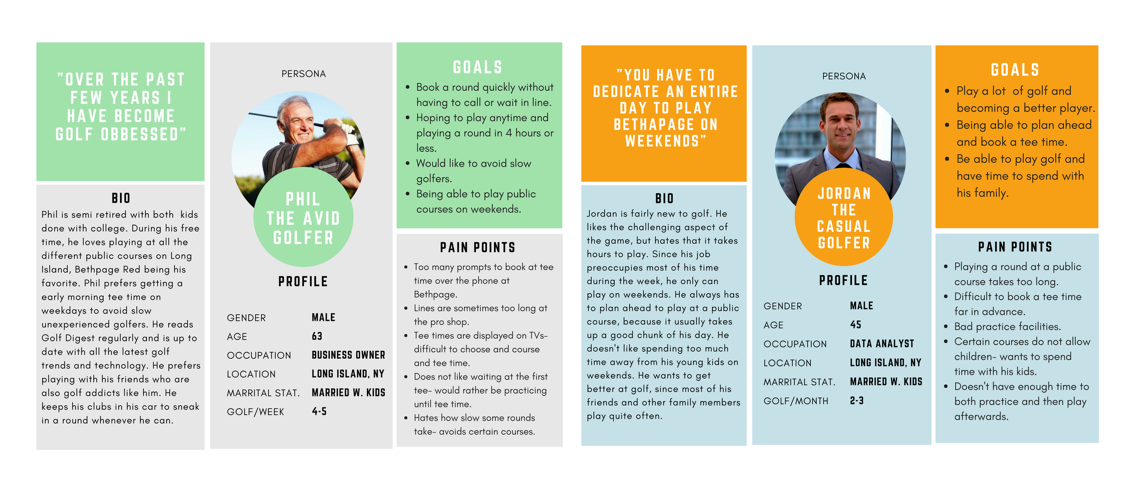 "OVER THE PAST
FEW YEARS I
HAVE BECOME
GOLF OBBESSED"
BIO
Phil is semi retired with both kids
done with college. During his free
time, he loves playing at all the
different public courses on Long
Island, Bethpage Red being his
favorite. Phil prefers getting a
early morning tee time on
weekdays to avoid slow
unexperienced golfers. He reads
Golf Digest regularly and is up to
date with all the latest golf
trends and technology. He prefers
playing with his friends who are
also golf addicts like him. He
keeps his clubs in his car to sneak
in a round whenever he can.
PERSONA
PHIL
THE AVID
GOLFER
PROFILE
GENDER MALE
AGE 63
OCCUPATION BUSINESS OWNER
LOCATION LONG ISLAND, NY
MARRITAL STAT. MARRIED W. KIDS
GOLF/WEEK 4-5
GOALS
• Book a round quickly without
having to call or wait in line.
• Hoping to play anytime and
playing a round in 4 hours or
less.
• Would like to avoid slow
golfers.
• Being able to play public
courses on weekends.
PAIN POINTS
• Too many prompts to book at tee
time over the phone at
Bethpage.
• Lines are sometimes too long at
the pro shop.
• Tee times are displayed on TVs-
difficult to choose and course
and tee time.
• Does not like waiting at the first
tee- would rather be practicing
until tee time.
• Hates how slow some rounds
take- avoids certain courses.
"YOU HAVE TO
DEDICATE AN ENTIRE
DAY TO PLAY
BETHAPAGE ON
WEEKENDS"
BIO
Jordan is fairly new to golf. He
likes the challenging aspect of
the game, but hates that it takes
hours to play. Since his job
preoccupies most of his time
during the week, he only can
play on weekends. He always has
to plan ahead to play at a public
course, because it usually takes
up a good chunk of his day. He
doesn't like spending too much
time away from his young kids on
weekends. He wants to get
better at golf, since most of his
friends and other family members
play quite often.
PERSONA
JORDAN
THE
CASUAL
GOLFER
PROFILE
GENDER MALE
AGE 45
OCCUPATION DATA ANALYST
LOCATION LONG ISLAND, NY
MARRITAL STAT. MARRIED W. KIDS
GOLF/MONTH 2-3
GOALS
• Play a lot of golf and
becoming a better player.
• Being able to plan ahead
and book a tee time.
• Be able to play golf and
have time to spend with
his family.
PAIN POINTS
• Playing a round at a public
course takes too long.
• Difficult to book a tee time
far in advance.
• Bad practice facilities.
• Certain courses do not allow
children- wants to spend
time with his kids.
• Doesn't have enough time to
both practice and then play
afterwards.